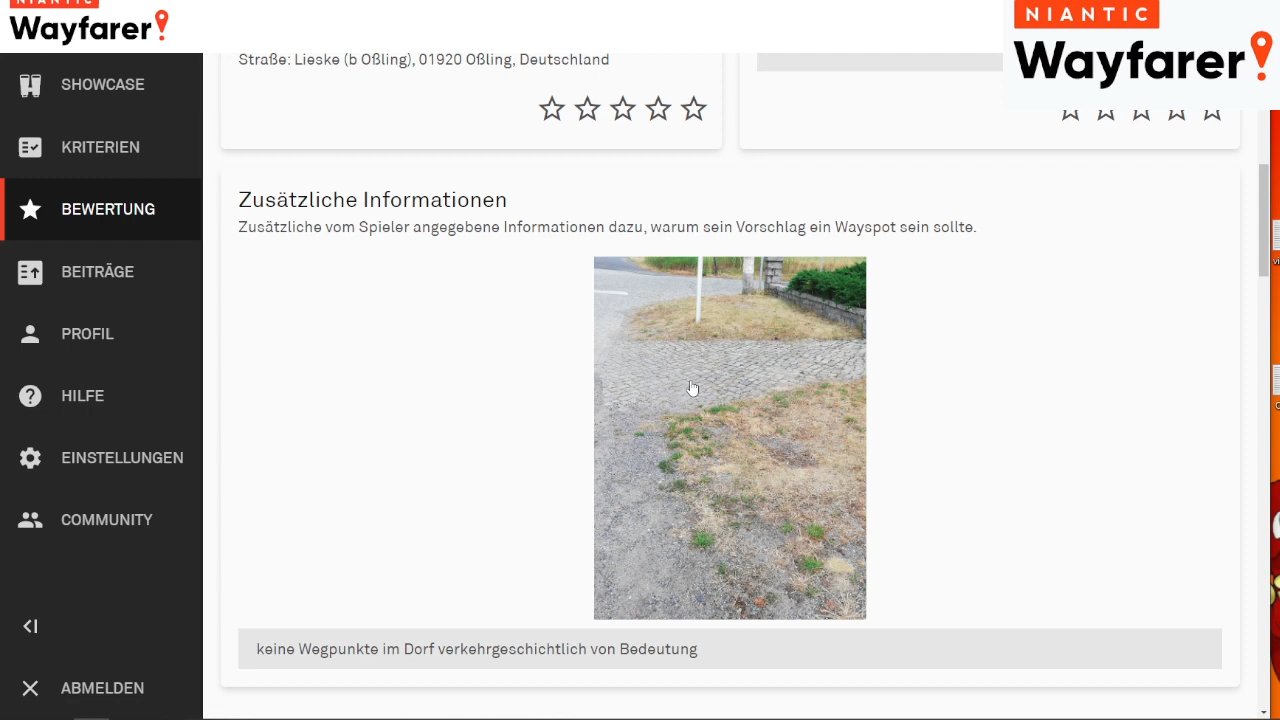 NIANTIC
Wayfarer
NIANTIC
Wayfarer
SHOWCASE
KRITERIEN
BEWERTUNG
BEITRÄGE
PROFIL
HILFE
EINSTELLUNGEN
COMMUNITY
ABMELDEN
Straße: Lieske (b Oßling), 01920 Oßling, Deutschland
Zusätzliche Informationen
Zusätzliche vom Spieler angegebene Informationen dazu, warum sein Vorschlag ein Wayspot sein sollte.
keine Wegpunkte im Dorf verkehrgeschichtlich von Bedeutung